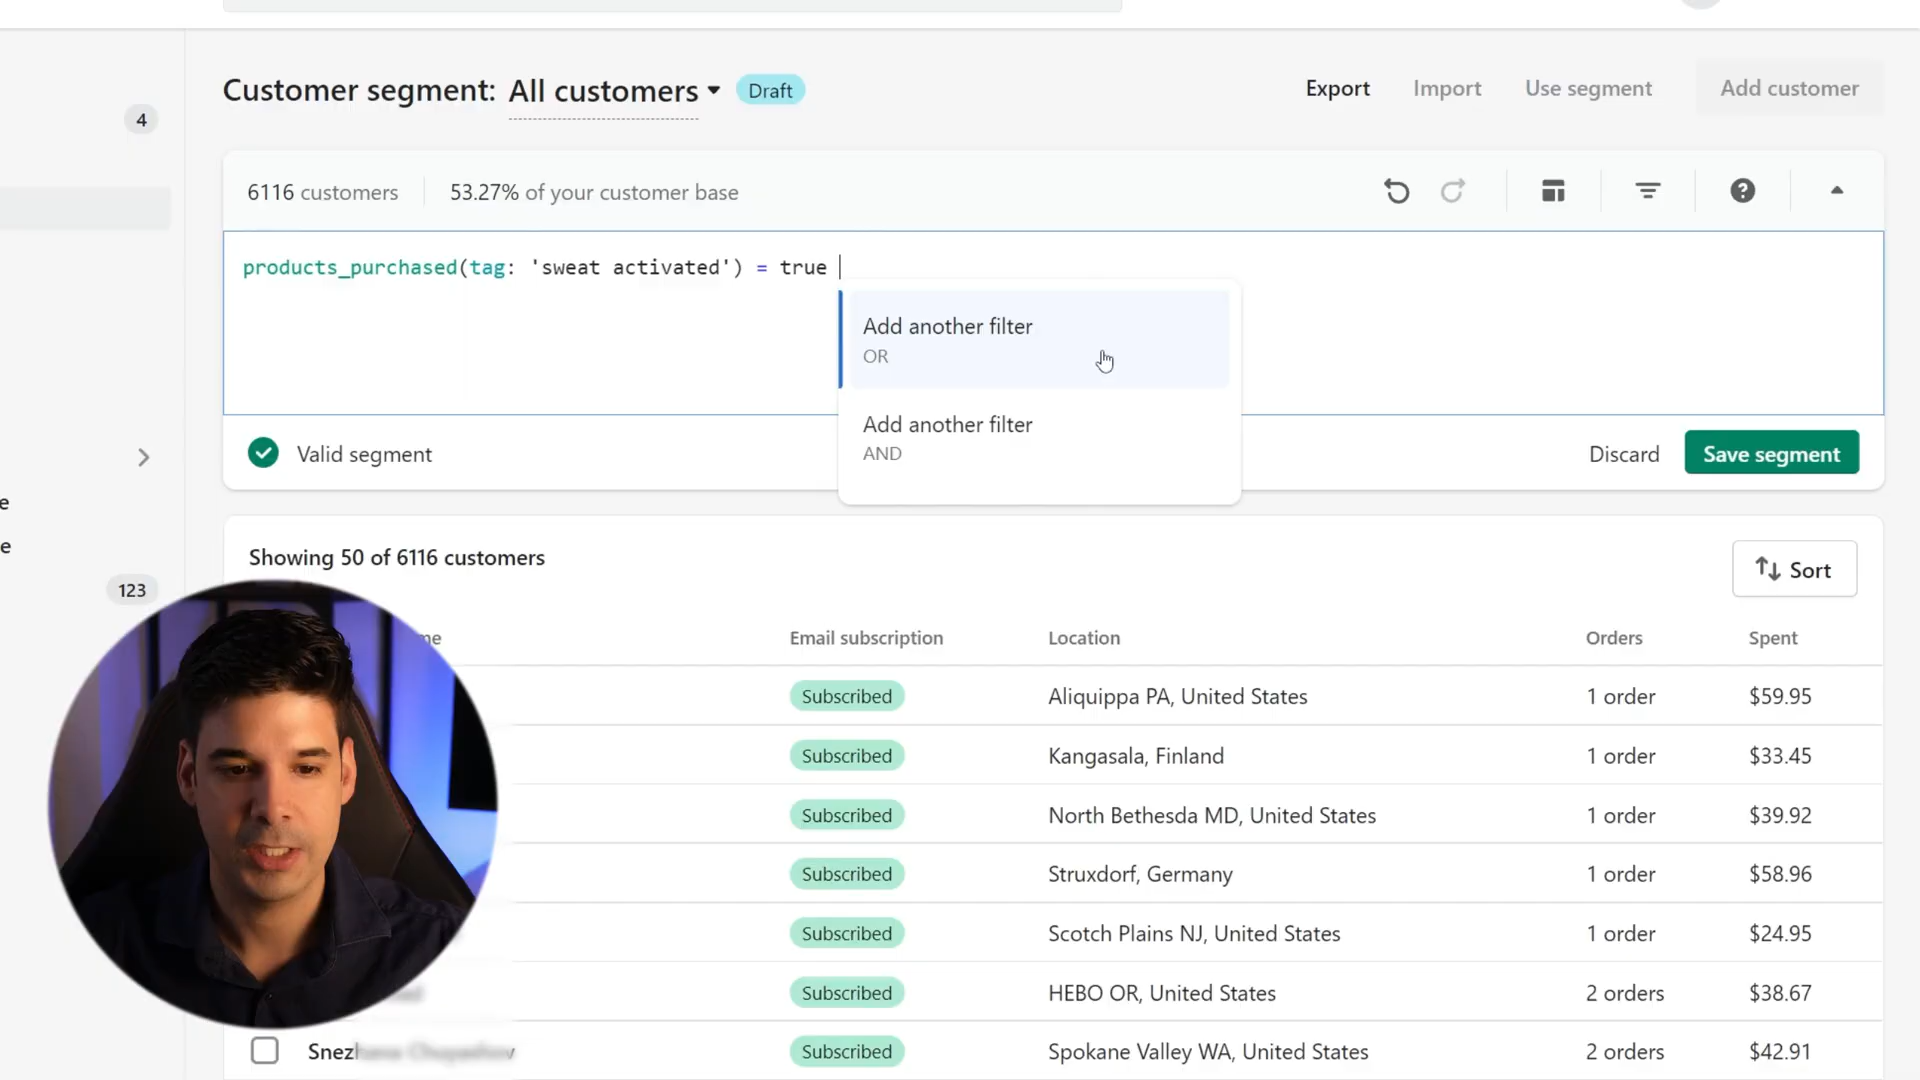 Customer segment: All customers Draft
Export Import Use segment Add customer
4
6116 customers 53.27% of your customer base
products_purchased(tag: 'sweat activated') = true
Add another filter
OR
Add another filter
AND
Valid segment
Discard Save segment
e
e
Showing 50 of 6116 customers
Sort
123
Email subscription Location Orders Spent
Subscribed Aliquippa PA, United States 1 order $59.95
Subscribed Kangasala, Finland 1 order $33.45
Subscribed North Bethesda MD, United States 1 order $39.92
Subscribed Struxdorf, Germany 1 order $58.96
Subscribed Scotch Plains NJ, United States 1 order $24.95
Subscribed HEBO OR, United States 2 orders $38.67
Subscribed Spokane Valley WA, United States 2 orders $42.91